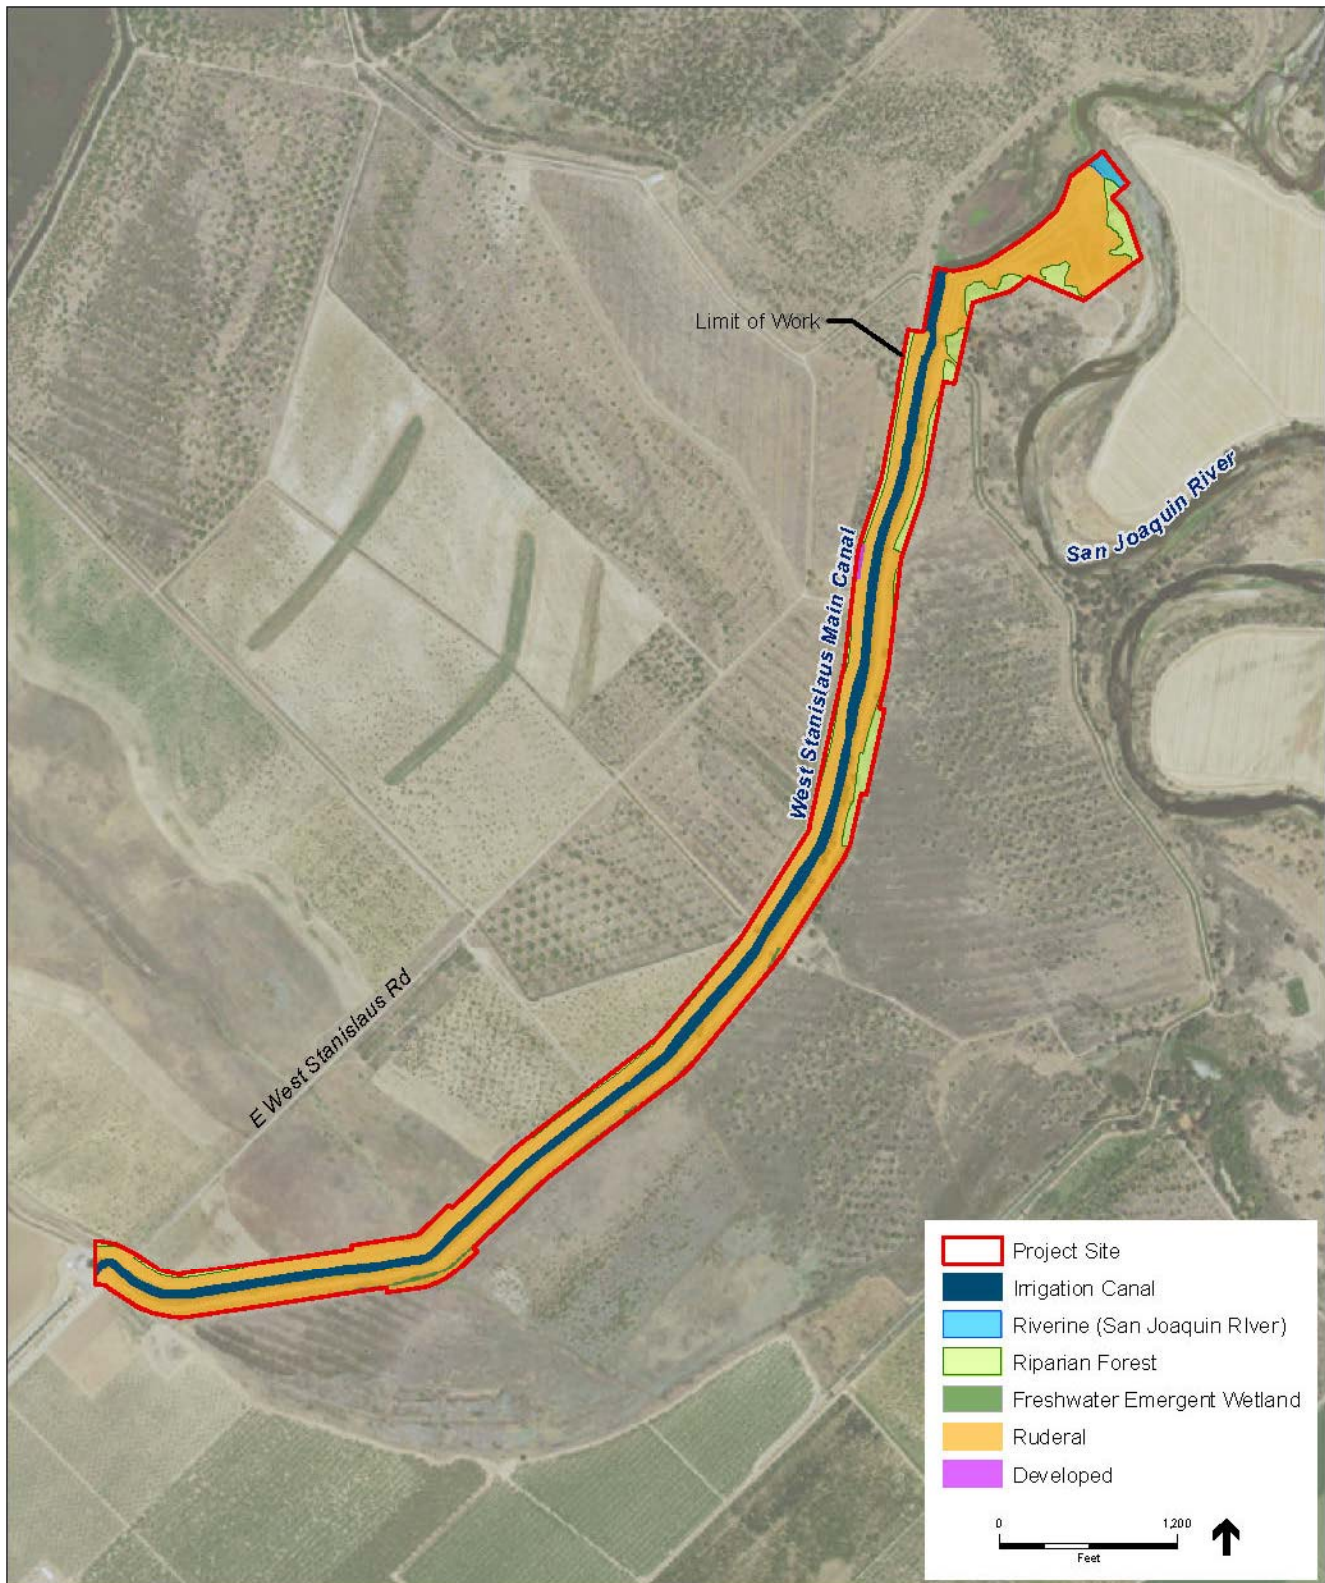 Limit of Work
San Joaquin River
West Stanislaus Main Canal
E West Stanislaus Rd
Project Site
Irrigation Canal
Riverine (San Joaquin RIver)
Riparian Forest
Freshwater Emergent Wetland
Ruderal
Developed
0 1,200
Feet